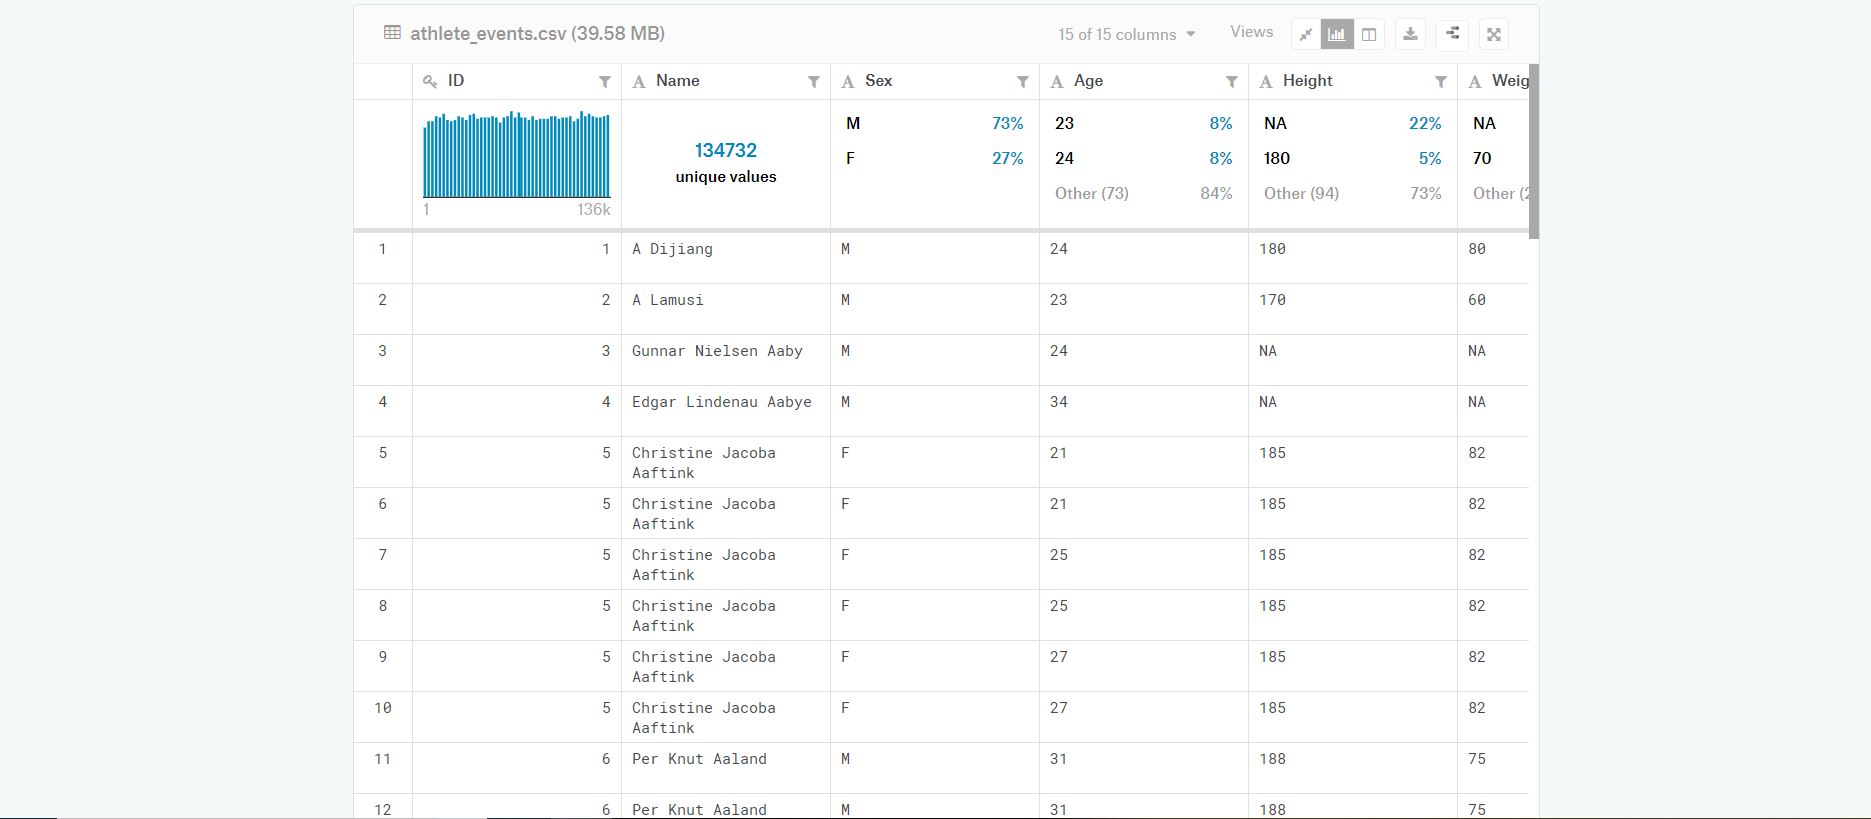 athlete_events.csv (39.58 MB)
15 of 15 columns
Views
ID
A Name
A Sex
A Age
A Height
A Weig
1
136k
134732
unique values
M 73%
F 27%
23 8%
24 8%
Other (73) 84%
NA 22%
180 5%
Other (94) 73%
NA
70
Other (2
1 1 A Dijiang M 24 180 80
2 2 A Lamusi M 23 170 60
3 3 Gunnar Nielsen Aaby M 24 NA NA
4 4 Edgar Lindenau Aabye M 34 NA NA
5 5 Christine Jacoba F 21 185 82
Aaftink
6 5 Christine Jacoba F 21 185 82
Aaftink
7 5 Christine Jacoba F 25 185 82
Aaftink
8 5 Christine Jacoba F 25 185 82
Aaftink
9 5 Christine Jacoba F 27 185 82
Aaftink
10 5 Christine Jacoba F 27 185 82
Aaftink
11 6 Per Knut Aaland M 31 188 75
12 6 Per Knut Aaland M 31 188 75